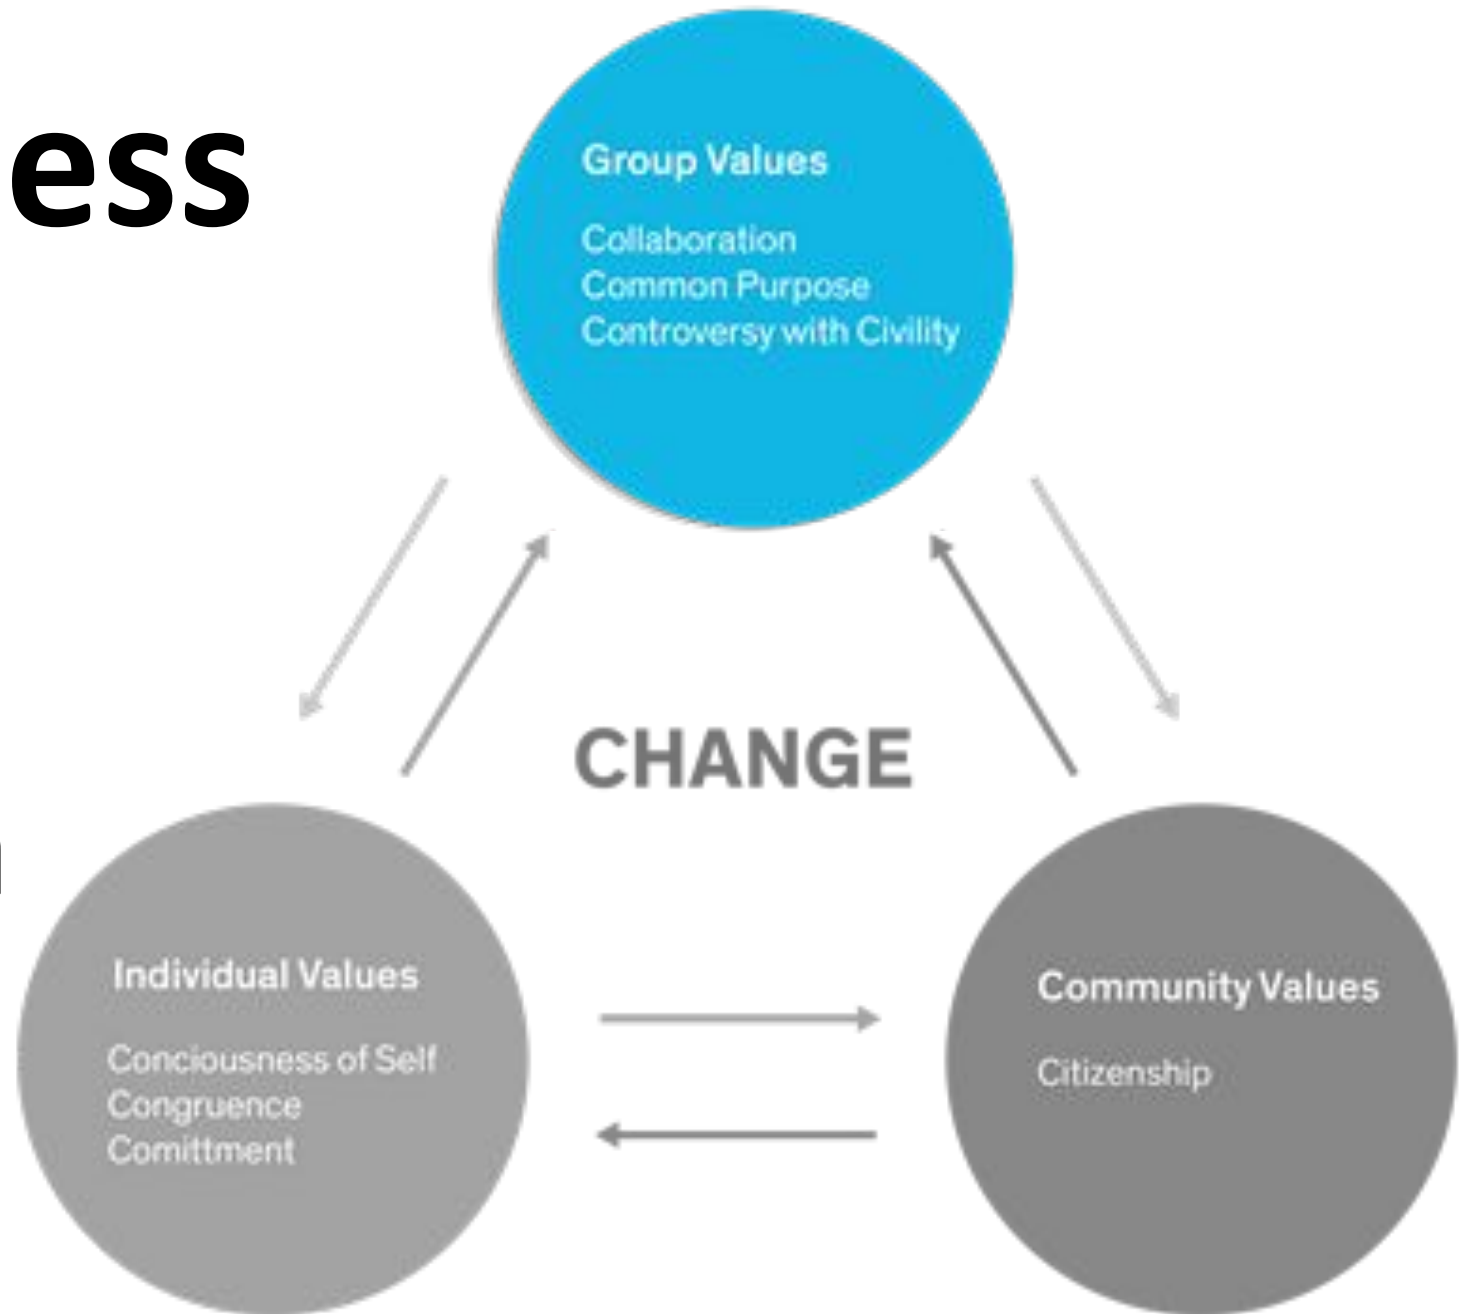 ess
Group Values
Collaboration
Common Purpose
Controversy with Civility
CHANGE
Individual Values
Conciousness of Self
Congruence
Comittment
Community Values
Citizenship